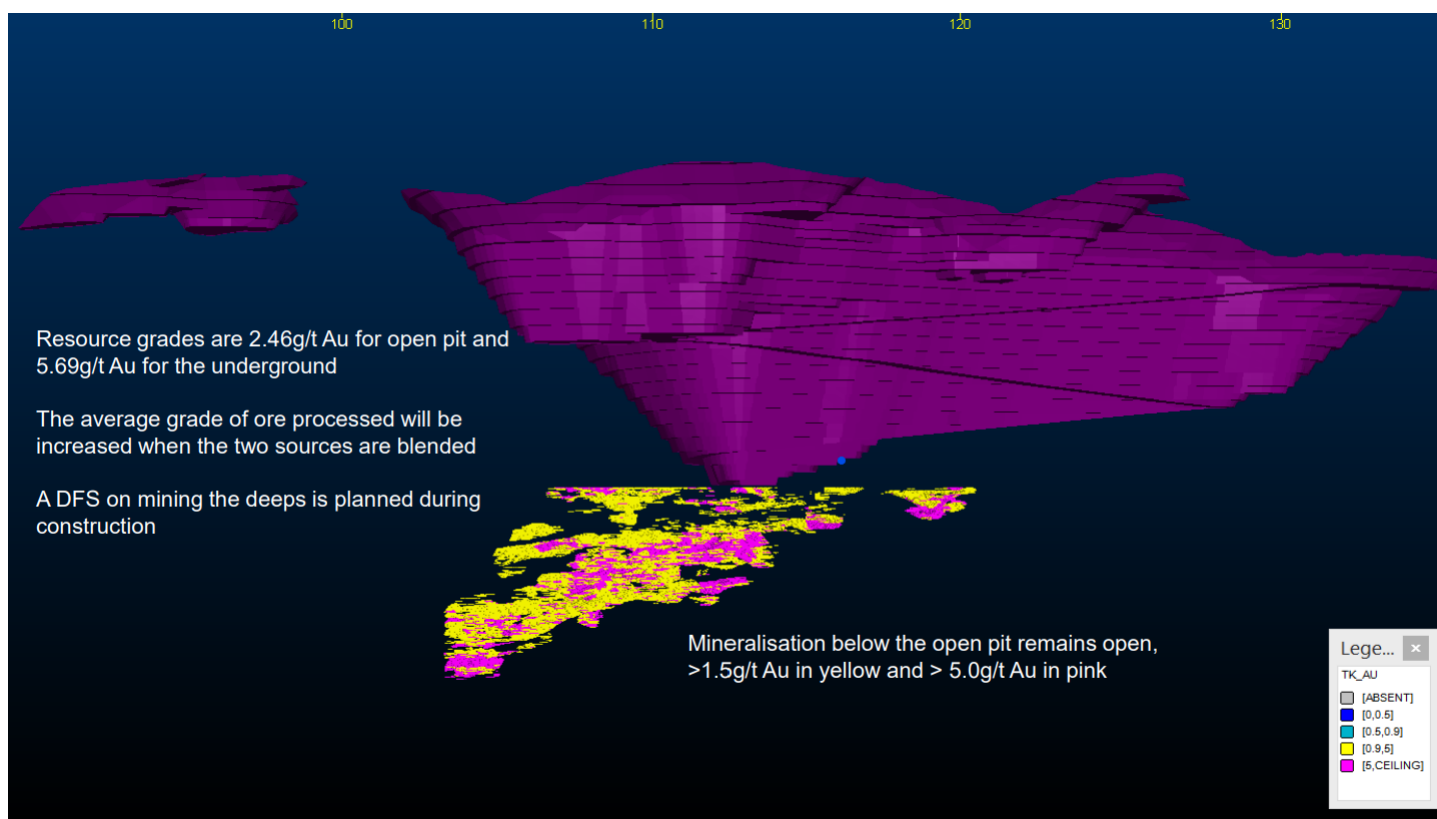 100 110 120 130
Resource grades are 2.46g/t Au for open pit and
5.69g/t Au for the underground
The average grade of ore processed will be
increased when the two sources are blended
A DFS on mining the deeps is planned during
construction
Mineralisation below the open pit remains open,
>1.5g/t Au in yellow and > 5.0g/t Au in pink
Lege... ×
TK_AU
[ABSENT]
[0,0.5]
[0.5,0.9]
[0.9,5]
[5,CEILING]